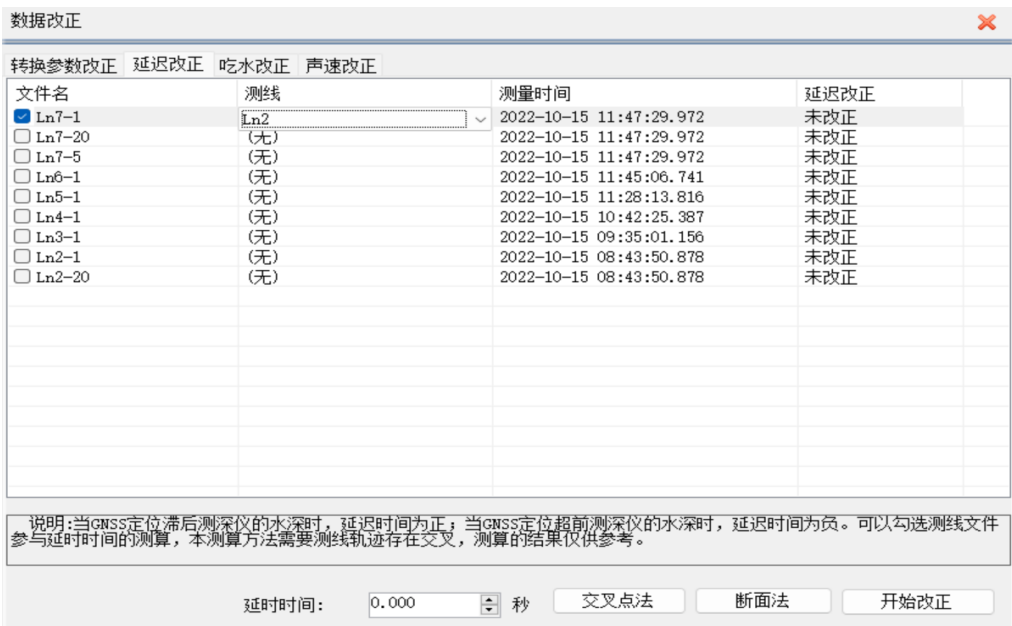 数据改正
转换参数改正 延迟改正 吃水改正 声速改正
文件名 测线 测量时间 延迟改正
Ln7-1 Ln2 2022-10-15 11:47:29.972 未改正
Ln7-20 (无) 2022-10-15 11:47:29.972 未改正
Ln7-5 (无) 2022-10-15 11:47:29.972 未改正
Ln6-1 (无) 2022-10-15 11:45:06.741 未改正
Ln5-1 (无) 2022-10-15 11:28:13.816 未改正
Ln4-1 (无) 2022-10-15 10:42:25.387 未改正
Ln3-1 (无) 2022-10-15 09:35:01.156 未改正
Ln2-1 (无) 2022-10-15 08:43:50.878 未改正
Ln2-20 (无) 2022-10-15 08:43:50.878 未改正
说明:当GNSS定位滞后测深仪的水深时，延迟时间为正；当GNSS定位超前测深仪的水深时，延迟时间为负。可以勾选测线文件
参与延时时间的测算，本测算方法需要测线轨迹存在交叉，测算的结果仅供参考。
延时时间: 0.000 秒 交叉点法 断面法 开始改正